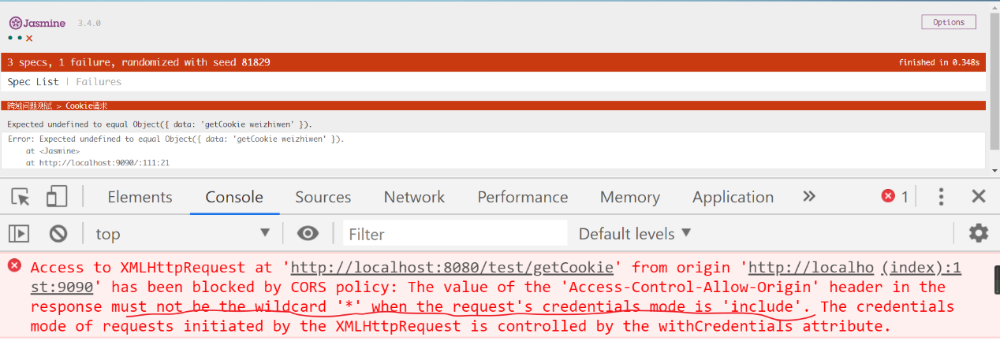 Jasmine 3.4.0
Options
3 specs, 1 failure, randomized with seed 81829 finished in 0.348s
Spec List | Failures
跨域问题测试 > Cookie请求
Expected undefined to equal Object({ data: 'getCookie weizhiwen' }).
Error: Expected undefined to equal Object({ data: 'getCookie weizhiwen' }).
at <Jasmine>
at http://localhost:9090/:111:21
Elements Console Sources Network Performance Memory Application » 1
top Filter Default levels
Access to XMLHttpRequest at 'http://localhost:8080/test/getCookie' from origin 'http://localho (index):1
st:9090' has been blocked by CORS policy: The value of the 'Access-Control-Allow-Origin' header in the
response must not be the wildcard '*' when the request's credentials mode is 'include'. The credentials
mode of requests initiated by the XMLHttpRequest is controlled by the withCredentials attribute.